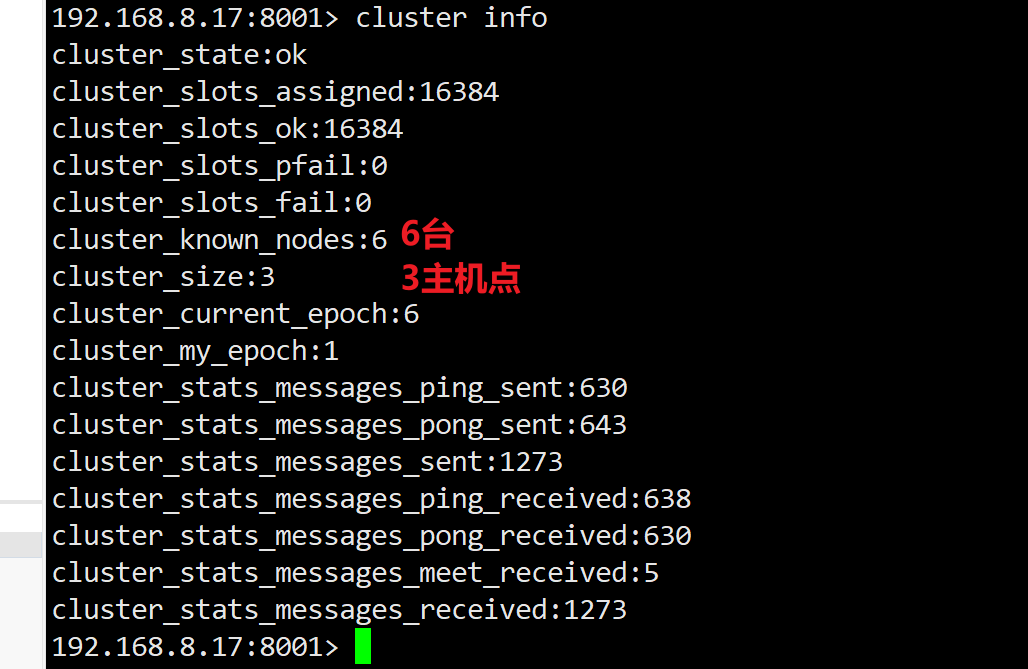 192.168.8.17:8001> cluster info
cluster_state:ok
cluster_slots_assigned:16384
cluster_slots_ok:16384
cluster_slots_pfail:0
cluster_slots_fail:0
cluster_known_nodes:6 6台
cluster_size:3 3主机点
cluster_current_epoch:6
cluster_my_epoch:1
cluster_stats_messages_ping_sent:630
cluster_stats_messages_pong_sent:643
cluster_stats_messages_sent:1273
cluster_stats_messages_ping_received:638
cluster_stats_messages_pong_received:630
cluster_stats_messages_meet_received:5
cluster_stats_messages_received:1273
192.168.8.17:8001>